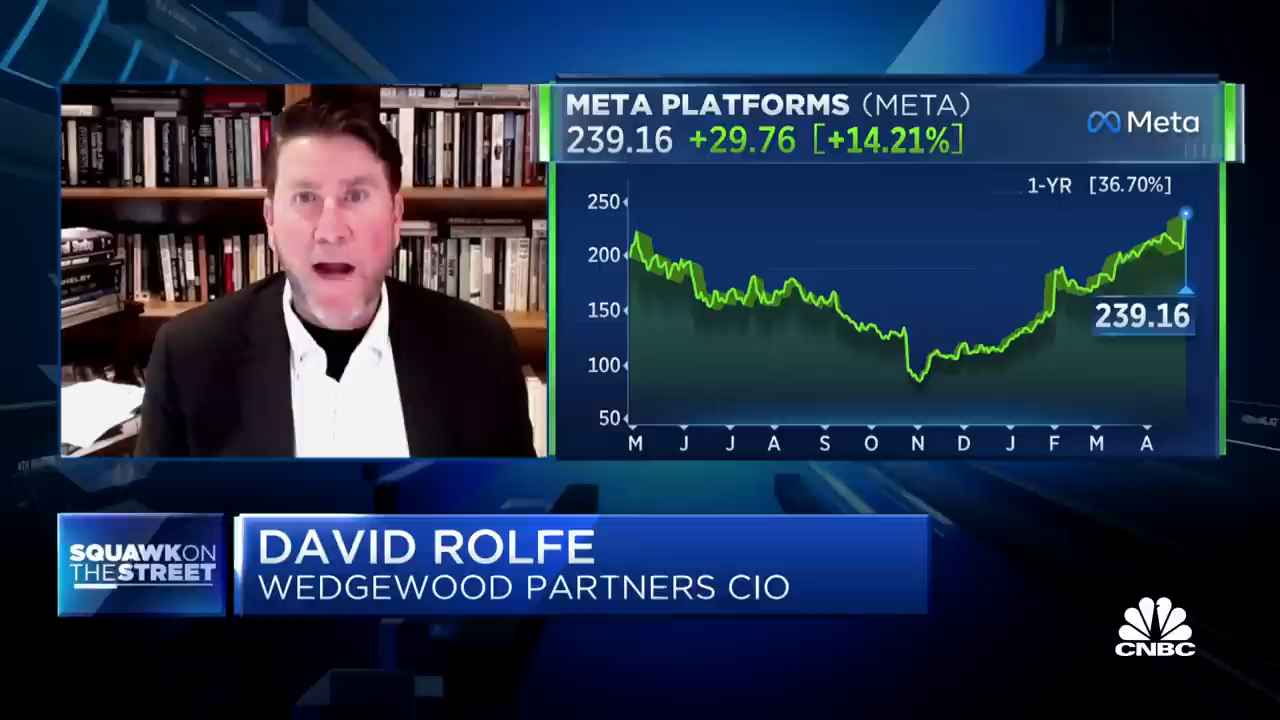 META PLATFORMS (META)
239.16 +29.76 [+14.21%]
Meta
1-YR [36.70%]
250
200
150
100
50
239.16
M J J A S O N D J F M A
SQUAWK ON
THE STREET
DAVID ROLFE
WEDGEWOOD PARTNERS CIO
CNBC